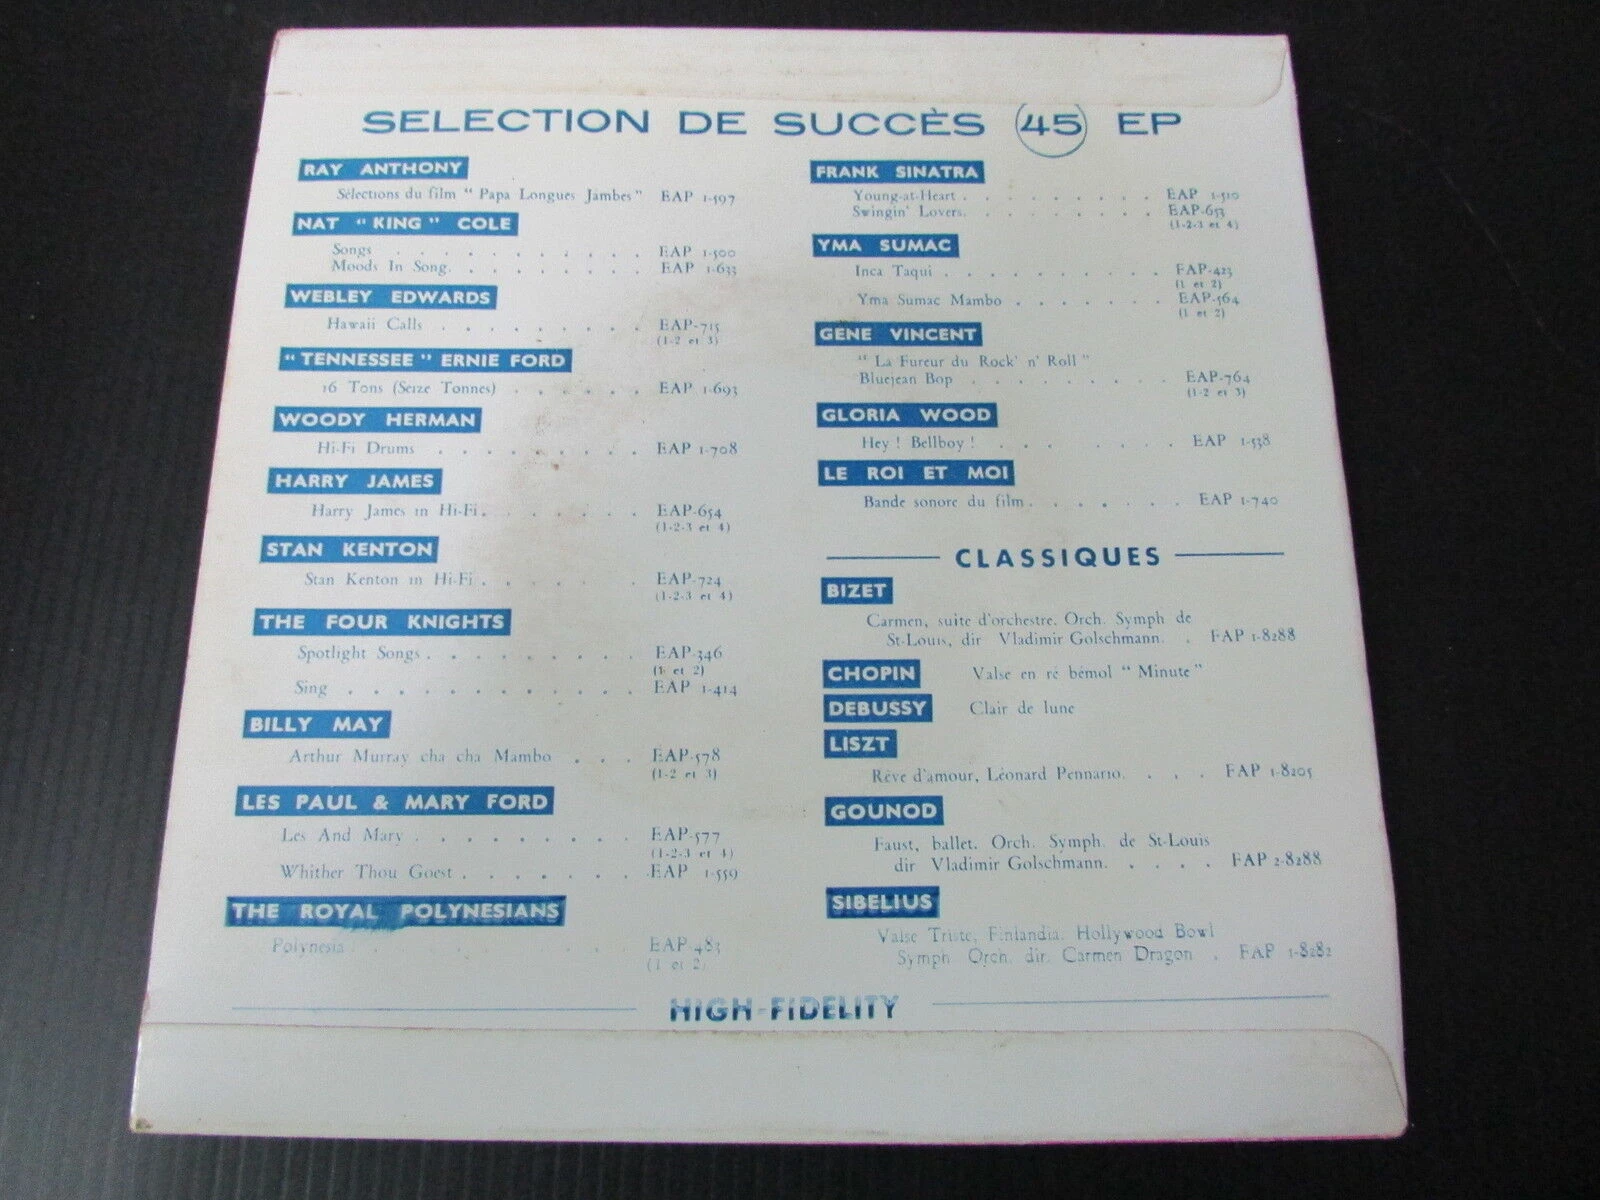 SELECTION DE SUCCÈS 45 EP
RAY ANTHONY
Sélections du film " Papa Longues Jambes " EAP 1-597
NAT " KING " COLE
Songs . . . . . . . . . . EAP 1-500
Moods In Song. . . . . . . . EAP 1-633
WEBLEY EDWARDS
Hawaii Calls . . . . . . . . . EAP-715
(1-2 et 3)
" TENNESSEE " ERNIE FORD
16 Tons (Seize Tonnes) . . . . . . EAP 1-693
WOODY HERMAN
Hi-Fi Drums . . . . . . . . . EAP 1-708
HARRY JAMES
Harry James in Hi-Fi. . . . . . . EAP-654
(1-2-3 et 4)
STAN KENTON
Stan Kenton in Hi-Fi . . . . . . EAP-724
(1-2-3 et 4)
THE FOUR KNIGHTS
Spotlight Songs . . . . . . . . . EAP-346
(1 et 2)
Sing . . . . . . . . . . . . EAP 1-414
BILLY MAY
Arthur Murray cha cha Mambo . . . EAP-578
(1-2 et 3)
LES PAUL & MARY FORD
Les And Mary . . . . . . . . . EAP-577
(1-2-3 et 4)
Whither Thou Goest . . . . . . . . EAP 1-559
THE ROYAL POLYNESIANS
Polynesia . . . . . . . . . . EAP-483
(1 et 2)
FRANK SINATRA
Young-at-Heart . . . . . . . . . EAP 1-510
Swingin' Lovers. . . . . . . . . EAP-653
(1-2-3 et 4)
YMA SUMAC
Inca Taqui . . . . . . . . . . EAP-423
(1 et 2)
Yma Sumac Mambo . . . . . . . EAP-564
(1 et 2)
GENE VINCENT
" La Fureur du Rock' n' Roll "
Bluejean Bop . . . . . . . . . EAP-764
(1-2 et 3)
GLORIA WOOD
Hey ! Bellboy ! . . . . . . . EAP 1-538
LE ROI ET MOI
Bande sonore du film . . . . . . . EAP 1-740
CLASSIQUES
BIZET
Carmen, suite d'orchestre. Orch. Symph de
St-Louis, dir Vladimir Golschmann. . FAP 1-8288
CHOPIN Valse en ré bémol " Minute "
DEBUSSY Clair de lune
LISZT
Rêve d'amour, Léonard Pennario. . . . FAP 1-8205
GOUNOD
Faust, ballet. Orch. Symph. de St-Louis
dir Vladimir Golschmann. . . . . FAP 2-8288
SIBELIUS
Valse Triste, Finlandia. Hollywood Bowl
Symph. Orch. dir. Carmen Dragon . FAP 1-8282
HIGH-FIDELITY